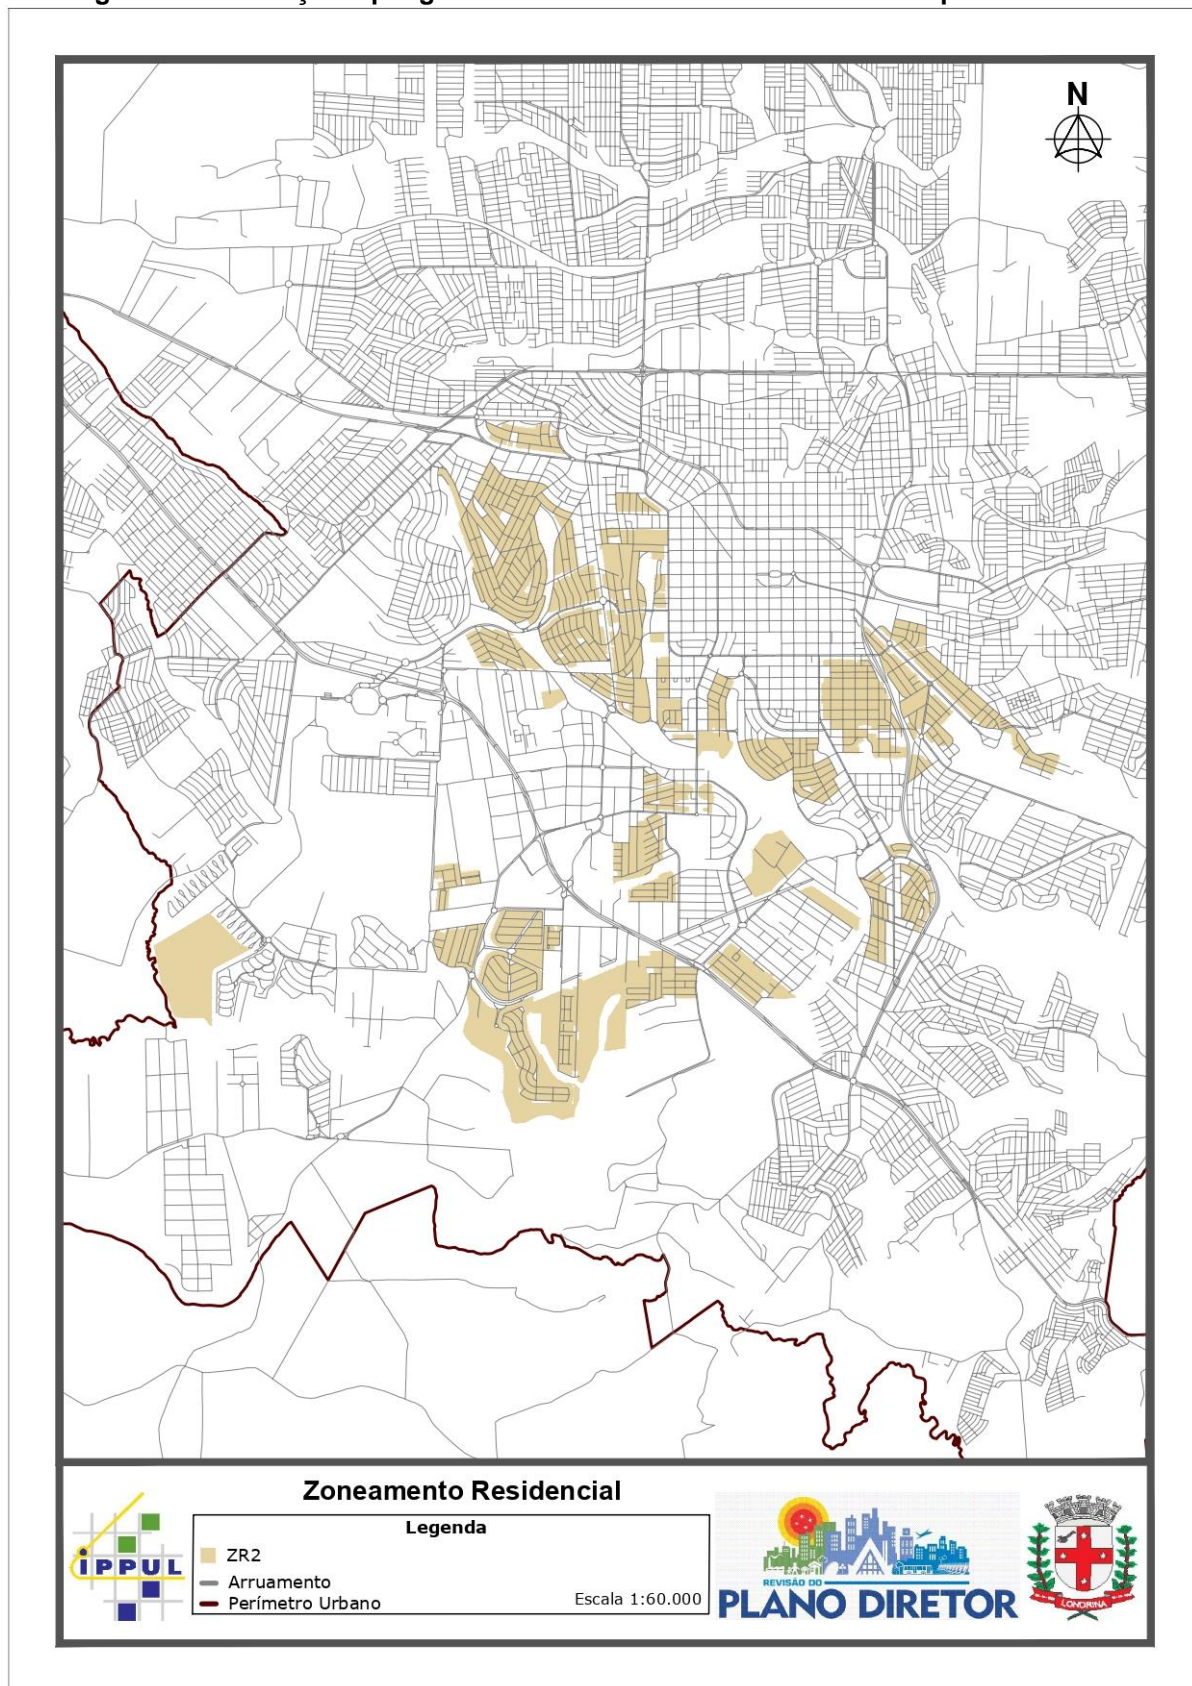 N
Zoneamento Residencial
Legenda
ZR2
Arruamento
Perímetro Urbano
Escala 1:60.000
iPPUL
REVISÃO DO
PLANO DIRETOR
LONDRINA